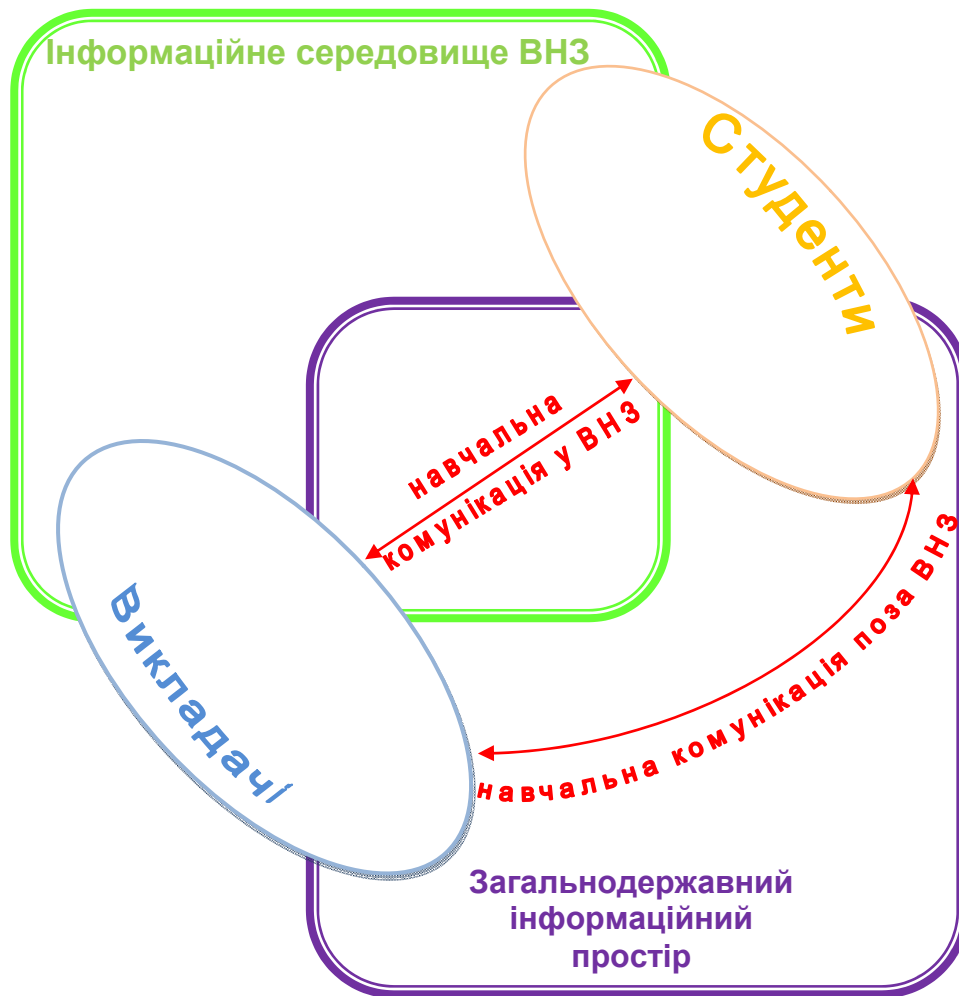 Інформаційне середовище ВНЗ
Студенти
навчальна
комунікація у ВНЗ
Викладачі
навчальна комунікація поза ВНЗ
Загальнодержавний
інформаційний
простір